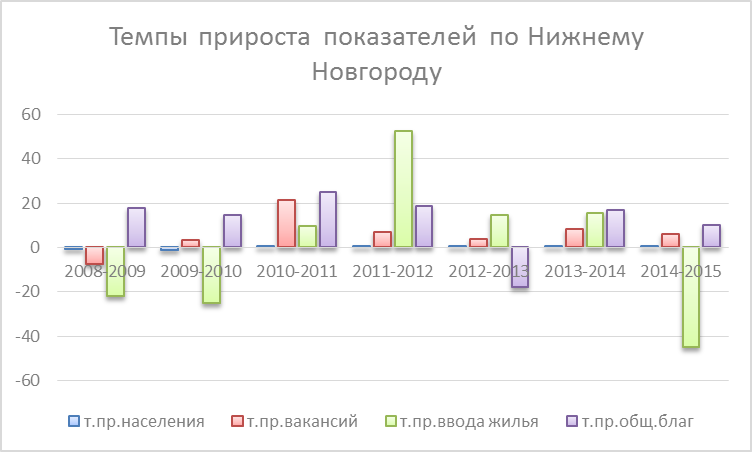 Темпы прироста показателей по Нижнему
Новгороду
60
40
20
0
-20
-40
-60
2008-2009 2009-2010 2010-2011 2011-2012 2012-2013 2013-2014 2014-2015
т.пр.населения т.пр.вакансий т.пр.ввода жилья т.пр.общ.благ